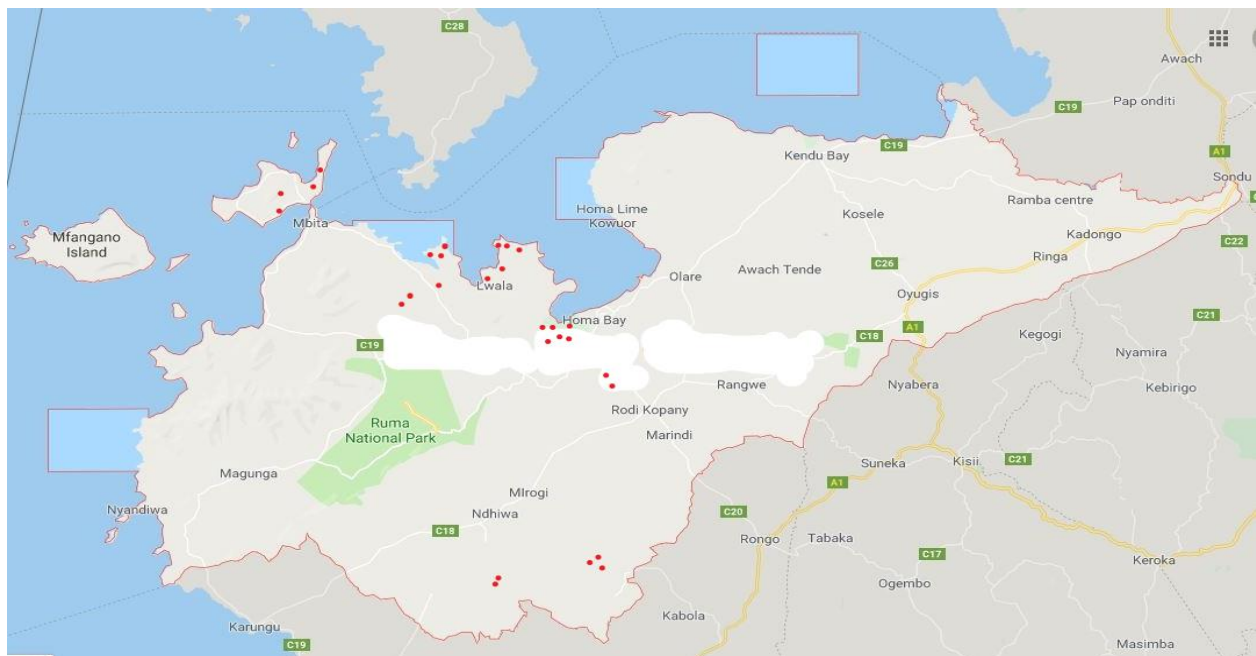 C28
Awach
Pap onditi
C19
A1
Kendu Bay
C19
Sondu
Ramba centre
Homa Lime
Kowuor
Kosele
Mbita
Mfangano
Island
Kadongo
C22
Ringa
Awach Tende
C26
Olare
Lwala
Oyugis
Homa Bay
C21
A1
Kegogi
C18
C19
Nyamira
Rangwe
Nyabera
Kebirigo
Rodi Kopany
Ruma
National Park
Marindi
Suneka
Kisii
C21
Magunga
A1
MIrogi
Nyandiwa
Ndhiwa
C20
C18
Rongo
Tabaka
C17
Keroka
Ogembo
Kabola
Karungu
C19
Masimba